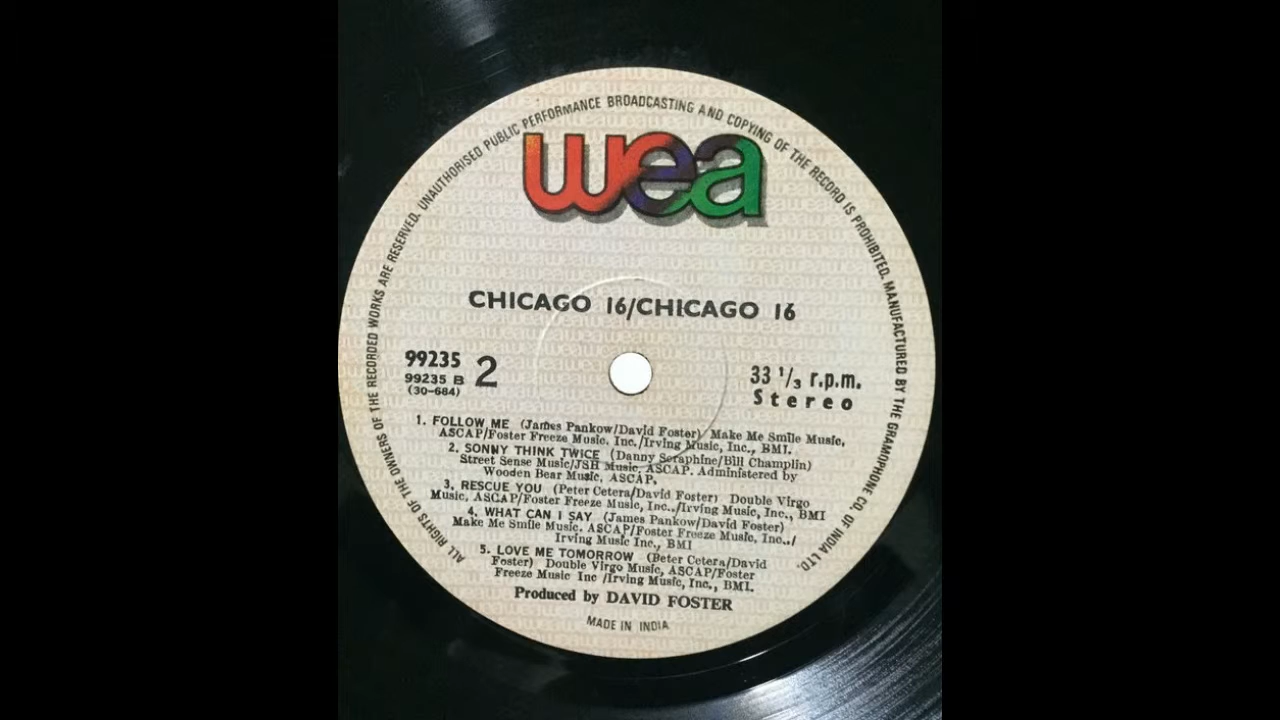 ALL RIGHTS OF THE OWNERS OF THE RECORDED WORKS ARE RESERVED. UNAUTHORISED PUBLIC PERFORMANCE BROADCASTING AND COPYING OF THE RECORD IS PROHIBITED. MANUFACTURED BY THE GRAMOPHONE CO. OF INDIA LTD.
wea
CHICAGO 16/CHICAGO 16
99235
99235 B
(30-684)
2
33 1/3 r.p.m.
Stereo
1. FOLLOW ME (James Pankow/David Foster) Make Me Smile Music,
ASCAP/Foster Freeze Music. Inc./Irving Music, Inc., BMI.
2. SONNY THINK TWICE (Danny Seraphine/Bill Champlin)
Street Sense Music/JSH Music, ASCAP. Administered by
Wooden Bear Music, ASCAP.
3. RESCUE YOU (Peter Cetera/David Foster) Double Virgo
Music, ASCAP/Foster Freeze Music, Inc../Irving Music, Inc., BMI
4. WHAT CAN I SAY (James Pankow/David Foster)
Make Me Smile Music. ASCAP/Foster Freeze Music, Inc../
Irving Music Inc., BMI
5. LOVE ME TOMORROW (Peter Cetera/David
Foster) Double Virgo Music, ASCAP/Foster
Freeze Music Inc /Irving Music, Inc., BMI.
Produced by DAVID FOSTER
MADE IN INDIA